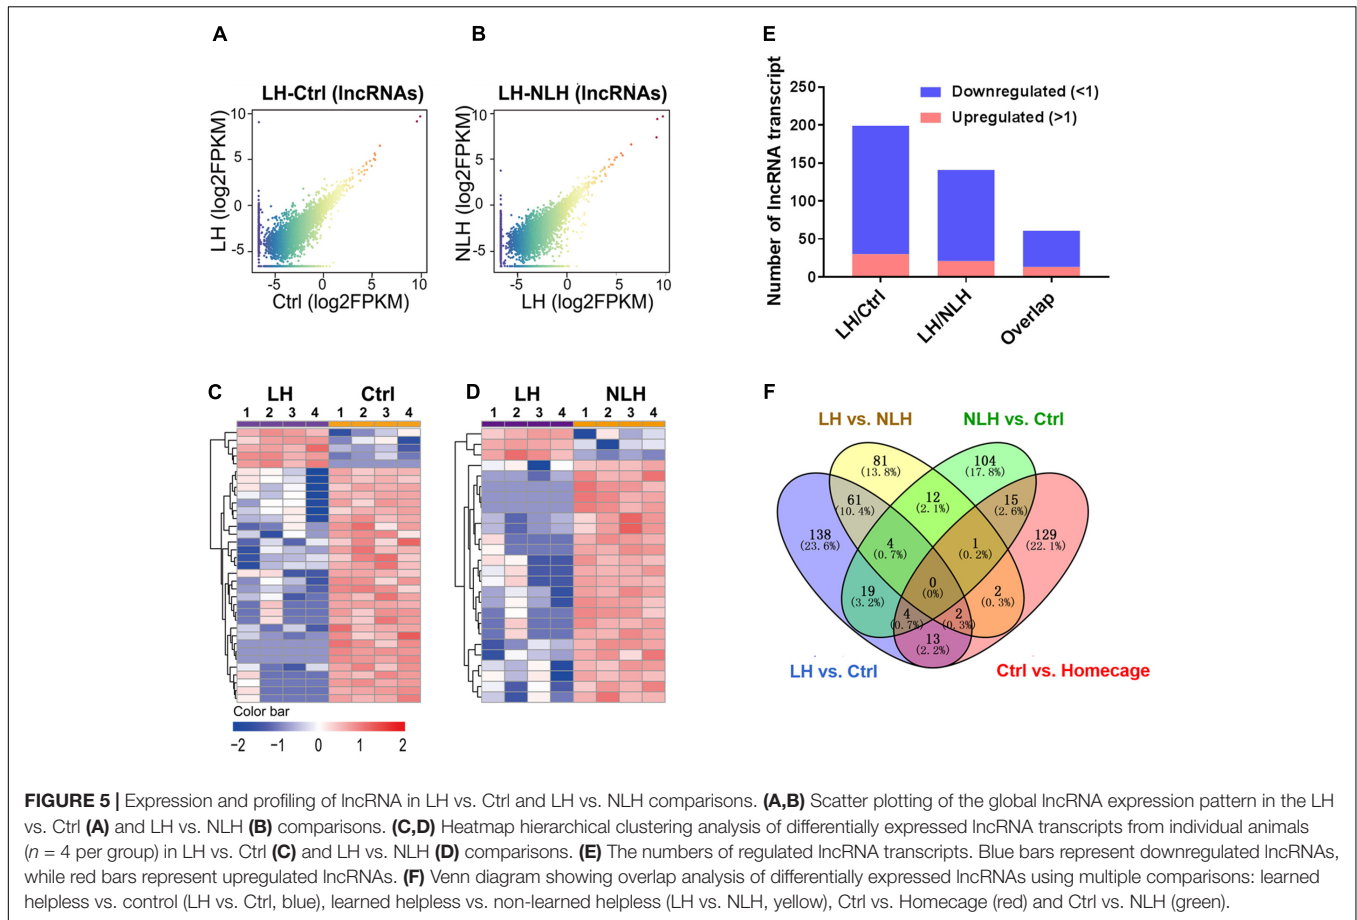 A
B
E
LH-Ctrl (lncRNAs)
LH (log2FPKM)
10
5
0
-5
-5
0
5
10
Ctrl (log2FPKM)
LH-NLH (lncRNAs)
NLH (log2FPKM)
10
5
0
-5
-5
0
5
10
LH (log2FPKM)
Number of lncRNA transcript
250
200
150
100
50
0
Downregulated (<1)
Upregulated (>1)
LH/Ctrl
LH/NLH
Overlap
C
LH
Ctrl
1 2 3 4 1 2 3 4
Color bar
−2 −1 0 1 2
D
LH
NLH
1 2 3 4 1 2 3 4
F
LH vs. NLH
NLH vs. Ctrl
81
(13.8%)
104
(17.8%)
61
(10.4%)
12
(2.1%)
15
(2.6%)
138
(23.6%)
4
(0.7%)
1
(0.2%)
129
(22.1%)
0
(0%)
19
(3.2%)
2
(0.3%)
4
(0.7%)
2
(0.3%)
13
(2.2%)
LH vs. Ctrl
Ctrl vs. Homecage
FIGURE 5 | Expression and profiling of lncRNA in LH vs. Ctrl and LH vs. NLH comparisons. (A,B) Scatter plotting of the global lncRNA expression pattern in the LH
vs. Ctrl (A) and LH vs. NLH (B) comparisons. (C,D) Heatmap hierarchical clustering analysis of differentially expressed lncRNA transcripts from individual animals
(n = 4 per group) in LH vs. Ctrl (C) and LH vs. NLH (D) comparisons. (E) The numbers of regulated lncRNA transcripts. Blue bars represent downregulated lncRNAs,
while red bars represent upregulated lncRNAs. (F) Venn diagram showing overlap analysis of differentially expressed lncRNAs using multiple comparisons: learned
helpless vs. control (LH vs. Ctrl, blue), learned helpless vs. non-learned helpless (LH vs. NLH, yellow), Ctrl vs. Homecage (red) and Ctrl vs. NLH (green).